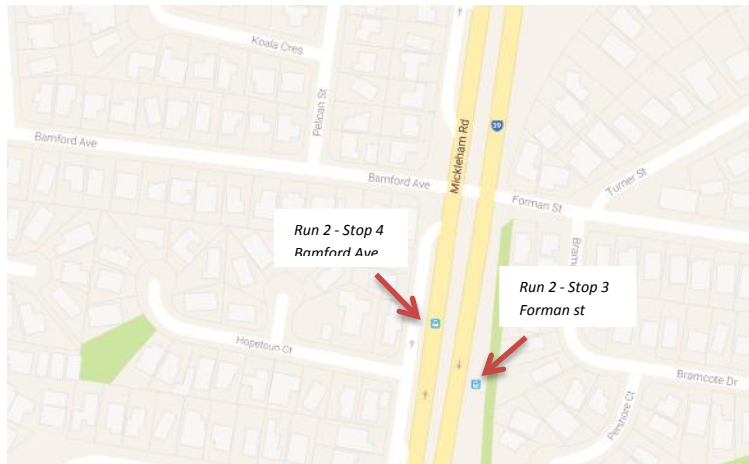 Koala Cres
Pelican St
Bamford Ave
Mickleham Rd
39
Bamford Ave
Turner St
Forman St
Run 2 - Stop 4
Bamford Ave
Run 2 - Stop 3
Forman st
Hopetoun Ct
Bramcote Dr
Pershore Ct